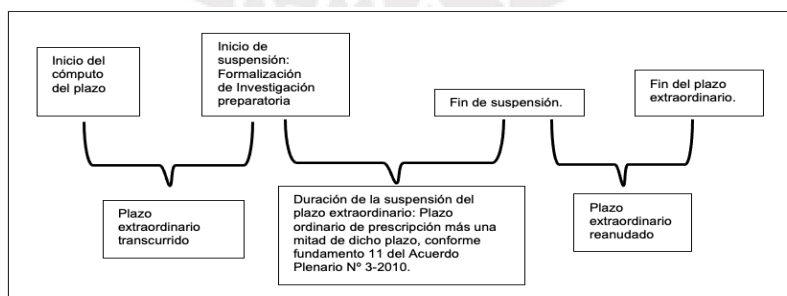 Inicio del
cómputo
del plazo
Inicio de
suspensión:
Formalización
de Investigación
preparatoria
Fin de suspensión.
Fin del plazo
extraordinario.
Plazo
extraordinario
transcurrido
Duración de la suspensión del
plazo extraordinario: Plazo
ordinario de prescripción más una
mitad de dicho plazo, conforme
fundamento 11 del Acuerdo
Plenario Nº 3-2010.
Plazo
extraordinario
reanudado